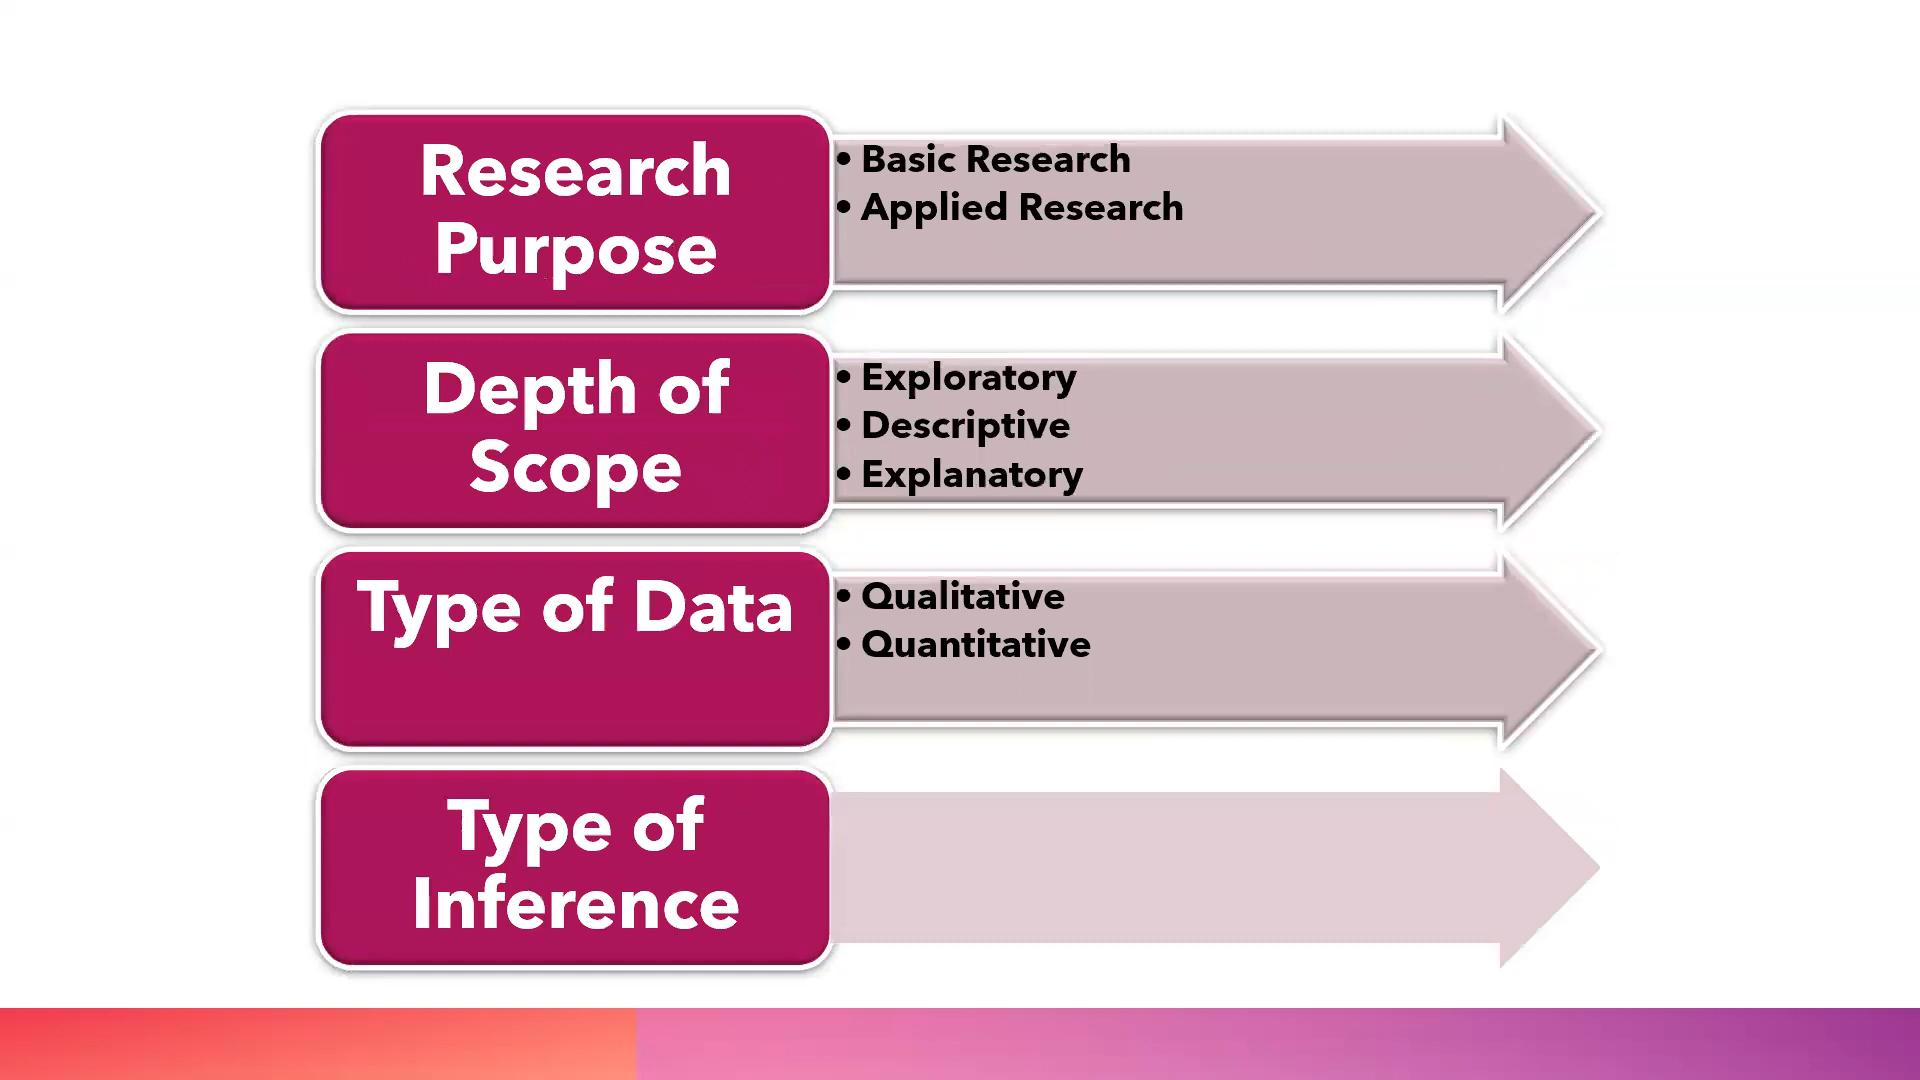 Research
Purpose
• Basic Research
• Applied Research
Depth of
Scope
• Exploratory
• Descriptive
• Explanatory
Type of Data
• Qualitative
• Quantitative
Type of
Inference